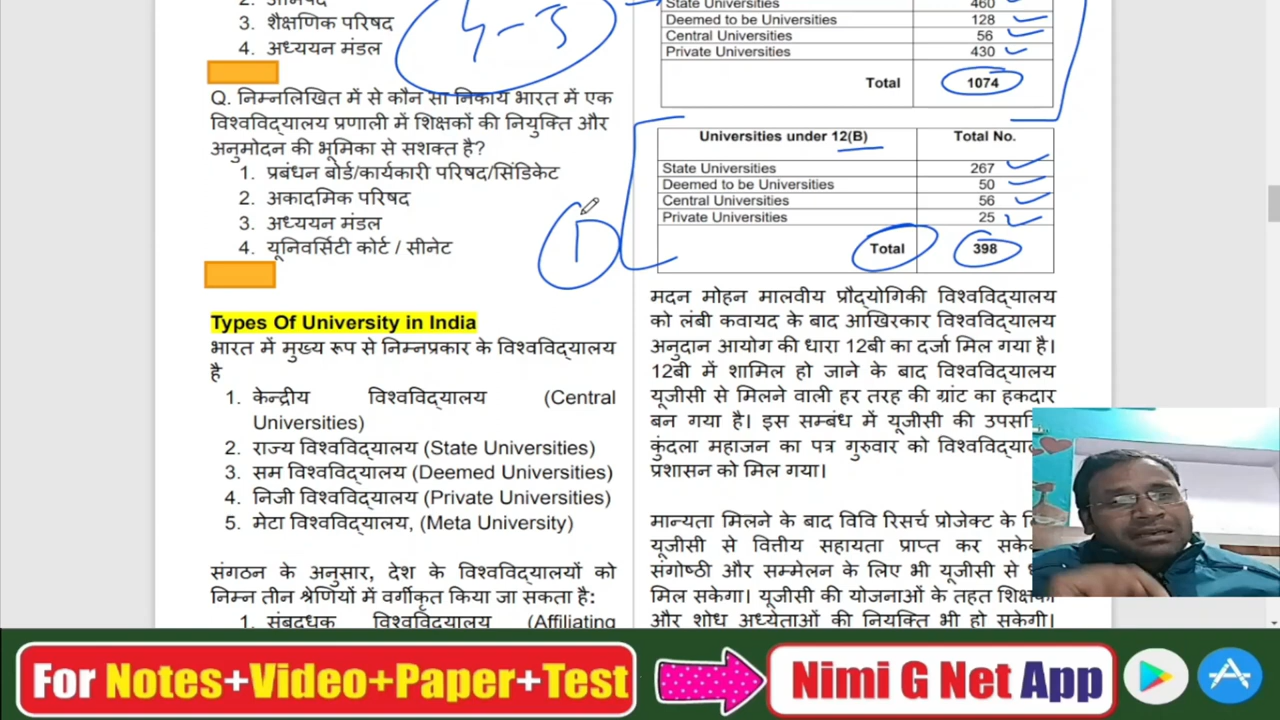 2. अभिषद
3. शैक्षणिक परिषद
4. अध्ययन मंडल
4-3
Q. निम्नलिखित में से कौन सा निकाय भारत में एक
विश्वविद्यालय प्रणाली में शिक्षकों की नियुक्ति और
अनुमोदन की भूमिका से सशक्त है?
1. प्रबंधन बोर्ड/कार्यकारी परिषद/सिंडिकेट
2. अकादमिक परिषद
3. अध्ययन मंडल
4. यूनिवर्सिटी कोर्ट / सीनेट
1
Types Of University in India
भारत में मुख्य रूप से निम्नप्रकार के विश्वविद्यालय
है
1. केन्द्रीय विश्वविद्यालय (Central
Universities)
2. राज्य विश्वविद्यालय (State Universities)
3. सम विश्वविद्यालय (Deemed Universities)
4. निजी विश्वविद्यालय (Private Universities)
5. मेटा विश्वविद्यालय, (Meta University)
संगठन के अनुसार, देश के विश्वविद्यालयों को
निम्न तीन श्रेणियों में वर्गीकृत किया जा सकता है:
1. संबद्धक विश्वविद्यालय (Affiliating
State Universities 460
Deemed to be Universities 128
Central Universities 56
Private Universities 430
Total 1074
Universities under 12(B) Total No.
State Universities 267
Deemed to be Universities 50
Central Universities 56
Private Universities 25
Total 398
मदन मोहन मालवीय प्रौद्योगिकी विश्वविद्यालय
को लंबी कवायद के बाद आखिरकार विश्वविद्यालय
अनुदान आयोग की धारा 12बी का दर्जा मिल गया है।
12बी में शामिल हो जाने के बाद विश्वविद्यालय
यूजीसी से मिलने वाली हर तरह की ग्रांट का हकदार
बन गया है। इस सम्बंध में यूजीसी की
कुंदला महाजन का पत्र गुरुवार को
प्रशासन को मिल गया।
मान्यता मिलने के बाद विवि रिसर्च प्रोजेक्ट के
यूजीसी से वित्तीय सहायता प्राप्त कर
संगोष्ठी और सम्मेलन के लिए भी यूजीसी से
मिल सकेगा। यूजीसी की योजनाओं के तहत
और शोध अध्येताओं की नियुक्ति भी हो सकेगी।
For Notes+Video+Paper+Test
Nimi G Net App